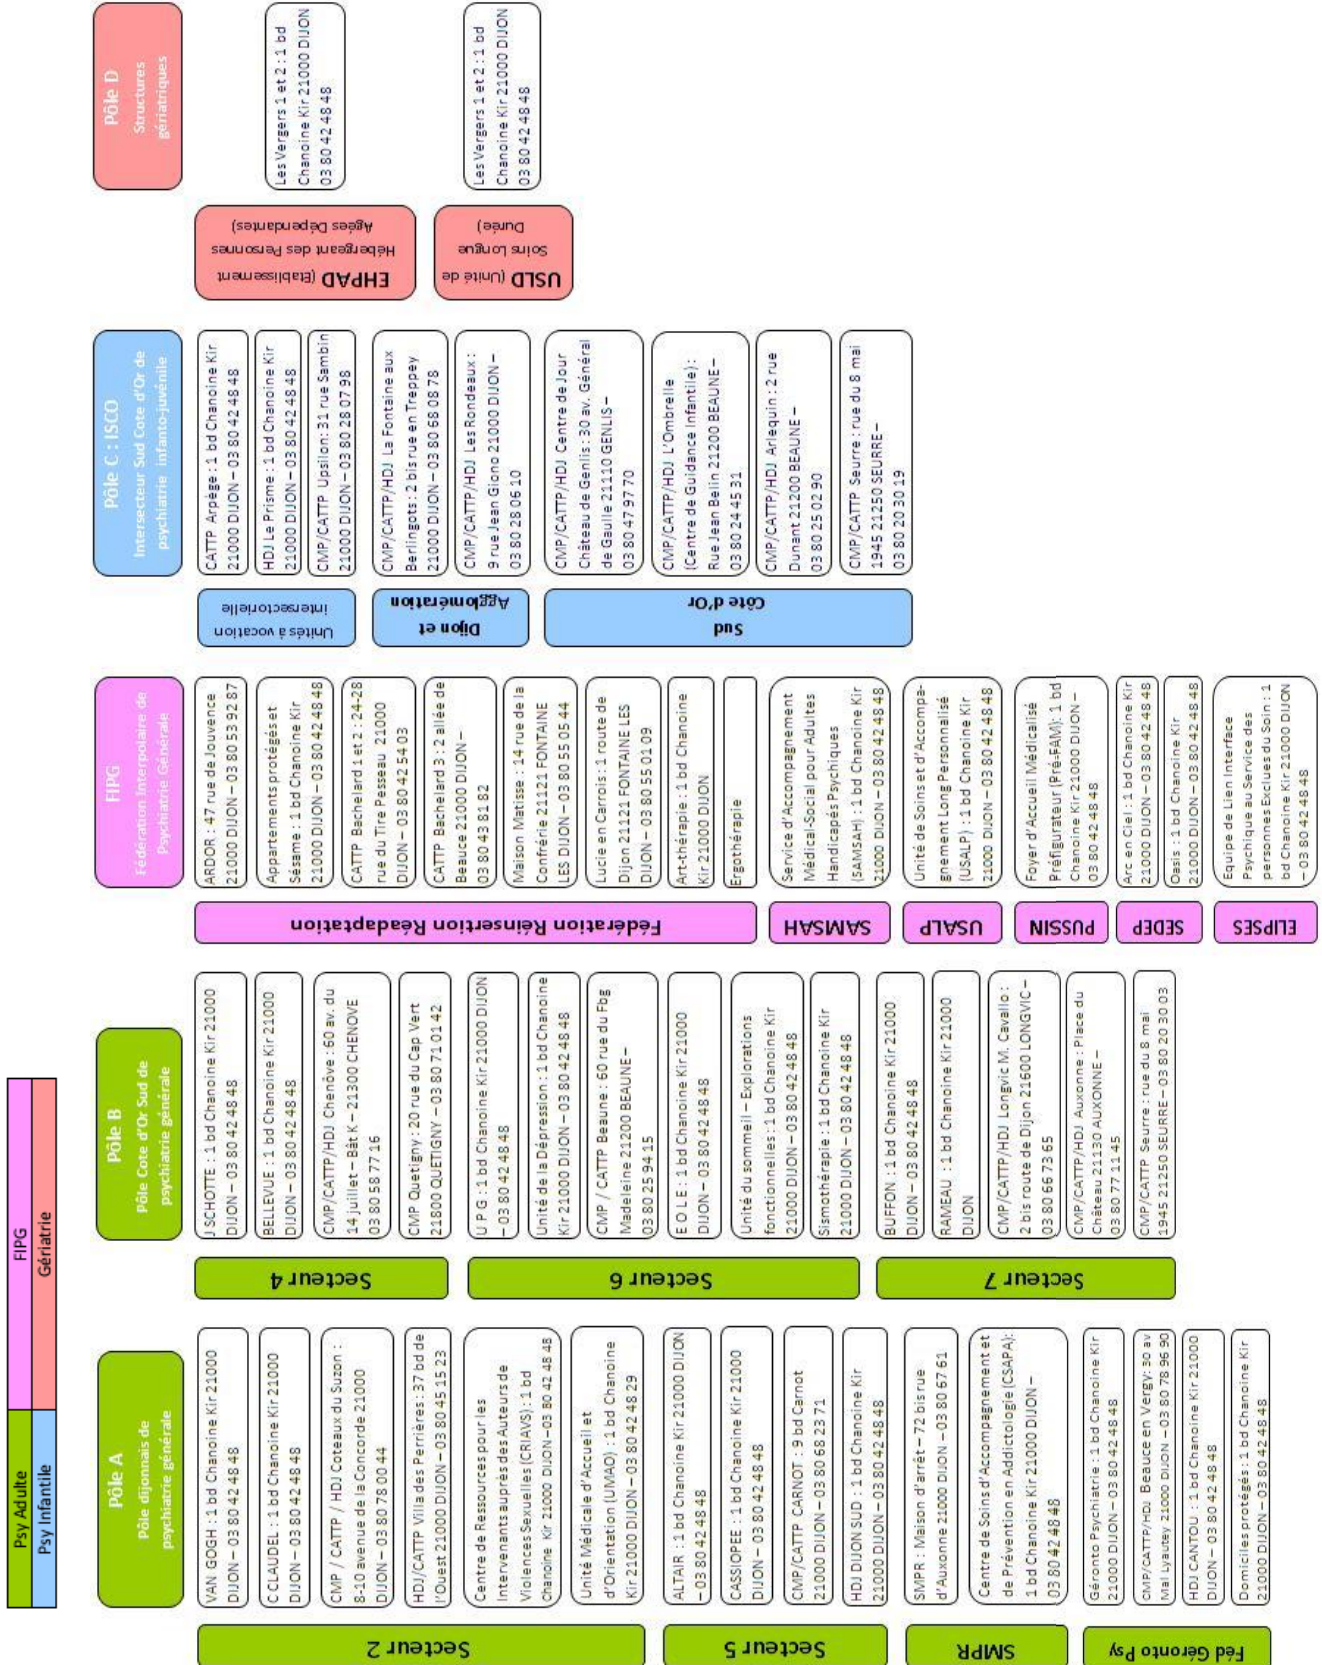 Psy Adulte
FIPG
Psy Infantile
Gériatrie
Pôle A
Pôle dijonnais de
psychiatrie générale
Secteur 2
VAN GOGH : 1 bd Chanoine Kir 21000
DIJON – 03 80 42 48 48
C CLAUDEL : 1 bd Chanoine Kir 21000
DIJON – 03 80 42 48 48
CMP / CATTP / HDJ Coteaux du Suzon :
8-10 avenue de la Concorde 21000
DIJON – 03 80 78 00 44
HDJ/CATTP Villa des Perrières : 37 bd de
l'Ouest 21000 DIJON – 03 80 45 15 23
Centre de Ressources pour les
Intervenants auprès des Auteurs de
Violences Sexuelles (CRIAVS) : 1 bd
Chanoine Kir 21000 DIJON – 03 80 42 48 48
Unité Médicale d'Accueil et
d'Orientation (UMAO) : 1 bd Chanoine
Kir 21000 DIJON – 03 80 42 48 29
Secteur 5
ALTAIR : 1 bd Chanoine Kir 21000 DIJON
– 03 80 42 48 48
CASSIOPEE : 1 bd Chanoine Kir 21000
DIJON – 03 80 42 48 48
CMP/CATTP CARNOT : 9 bd Carnot
21000 DIJON – 03 80 68 23 71
HDJ DIJON SUD : 1 bd Chanoine Kir
21000 DIJON – 03 80 42 48 48
SMPR
SMPR : Maison d'arrêt – 72 bis rue
d'Auxonne 21000 DIJON – 03 80 67 61
Centre de Soins d'Accompagnement et
de Prévention en Addictologie (CSAPA):
1 bd Chanoine Kir 21000 DIJON –
03 80 42 48 48
Féd Géronto Psy
Géronto Psychiatrie : 1 bd Chanoine Kir
21000 DIJON – 03 80 42 48 48
CMP/CATTP/HDJ Beauce en Vergy: 30 av
Mal Lyautey 21000 DIJON – 03 80 78 96 90
HDJ CANTOU : 1 bd Chanoine Kir 21000
DIJON – 03 80 42 48 48
Domiciles protégés : 1 bd Chanoine Kir
21000 DIJON – 03 80 42 48 48
Pôle B
Pôle Cote d'Or Sud de
psychiatrie générale
Secteur 4
J SCHOTTE : 1 bd Chanoine Kir 21000
DIJON – 03 80 42 48 48
BELLEVUE : 1 bd Chanoine Kir 21000
DIJON – 03 80 42 48 48
CMP/CATTP/HDJ Chenôve : 60 av. du
14 juillet – Bât K – 21300 CHENOVE
03 80 58 77 16
CMP Quetigny : 20 rue du Cap Vert
21800 QUETIGNY – 03 80 71 01 42
Secteur 6
U P G : 1 bd Chanoine Kir 21000 DIJON
– 03 80 42 48 48
Unité de la Dépression : 1 bd Chanoine
Kir 21000 DIJON – 03 80 42 48 48
CMP / CATTP Beaune : 60 rue du Fbg
Madeleine 21200 BEAUNE –
03 80 25 94 15
E O L E : 1 bd Chanoine Kir 21000
DIJON – 03 80 42 48 48
Unité du sommeil – Explorations
fonctionnelles : 1 bd Chanoine Kir
21000 DIJON – 03 80 42 48 48
Sismothérapie : 1 bd Chanoine Kir
21000 DIJON – 03 80 42 48 48
Secteur 7
BUFFON : 1 bd Chanoine Kir 21000
DIJON – 03 80 42 48 48
RAMEAU : 1 bd Chanoine Kir 21000
DIJON
CMP/CATTP/HDJ Longvic M. Cavallo :
2 bis route de Dijon 21600 LONGVIC –
03 80 66 73 65
CMP/CATTP/HDJ Auxonne : Place du
Château 21130 AUXONNE –
03 80 77 11 45
CMP/CATTP Seurre : rue du 8 mai
1945 21250 SEURRE – 03 80 20 30 03
FIPG
Fédération Interpolaire de
Psychiatrie Générale
Fédération Réinsertion Réadaptation
ARDOR : 47 rue de Jouvence
21000 DIJON – 03 80 53 92 87
Appartements protégés et
Sésame : 1 bd Chanoine Kir
21000 DIJON – 03 80 42 48 48
CATTP Bachelard 1 et 2 : 24-28
rue du Tire Pesseau 21000
DIJON – 03 80 42 54 03
CATTP Bachelard 3 : 2 allée de
Beauce 21000 DIJON –
03 80 43 81 82
Maison Matisse : 14 rue de la
Confrérie 21121 FONTAINE
LES DIJON – 03 80 55 05 44
Lucie en Carrois : 1 route de
Dijon 21121 FONTAINE LES
DIJON – 03 80 55 01 09
Art-thérapie : 1 bd Chanoine
Kir 21000 DIJON
Ergothérapie
SAMSAH
Service d'Accompagnement
Médical-Social pour Adultes
Handicapés Psychiques
(SAMSAH) : 1 bd Chanoine Kir
21000 DIJON – 03 80 42 48 48
USALP
Unité de Soins et d'Accompa-
gnement Long Personnalisé
(USALP) : 1 bd Chanoine Kir
21000 DIJON – 03 80 42 48 48
PUSSIN
Foyer d'Accueil Médicalisé
Préfigurateur (Pré-FAM): 1 bd
Chanoine Kir 21000 DIJON –
03 80 42 48 48
SEDEP
Arc en Ciel : 1 bd Chanoine Kir
21000 DIJON – 03 80 42 48 48
Oasis : 1 bd Chanoine Kir
21000 DIJON – 03 80 42 48 48
ELIPSES
Equipe de Lien Interface
Psychique au Service des
personnes Exclues du Soin : 1
bd Chanoine Kir 21000 DIJON
– 03 80 42 48 48
Pôle C : ISCO
Intersecteur Sud Cote d'Or de
psychiatrie infanto-juvénile
Unités à vocation
intersectorielle
CATTP Arpège : 1 bd Chanoine Kir
21000 DIJON – 03 80 42 48 48
HDJ Le Prisme : 1 bd Chanoine Kir
21000 DIJON – 03 80 42 48 48
CMP/CATTP Upsilon: 31 rue Sambin
21000 DIJON – 03 80 28 07 98
Dijon et
Agglomération
CMP/CATTP/HDJ La Fontaine aux
Berlingots : 2 bis rue en Treppey
21000 DIJON – 03 80 68 08 78
CMP/CATTP/HDJ Les Rondeaux :
9 rue Jean Giono 21000 DIJON –
03 80 28 06 10
Sud
Côte d'Or
CMP/CATTP/HDJ Centre de Jour
Château de Genlis : 30 av. Général
de Gaulle 21110 GENLIS –
03 80 47 97 70
CMP/CATTP/HDJ L'Ombrelle
(Centre de Guidance Infantile) :
Rue Jean Belin 21200 BEAUNE –
03 80 24 45 31
CMP/CATTP/HDJ Arlequin : 2 rue
Dunant 21200 BEAUNE –
03 80 25 02 90
CMP/CATTP Seurre : rue du 8 mai
1945 21250 SEURRE –
03 80 20 30 19
Pôle D
Structures
gériatriques
EHPAD (Etablissement
Hébergeant des Personnes
Agées Dépendantes)
Les Vergers 1 et 2 : 1 bd
Chanoine Kir 21000 DIJON
03 80 42 48 48
USLD (Unité de
Soins Longue
Durée)
Les Vergers 1 et 2 : 1 bd
Chanoine Kir 21000 DIJON
03 80 42 48 48